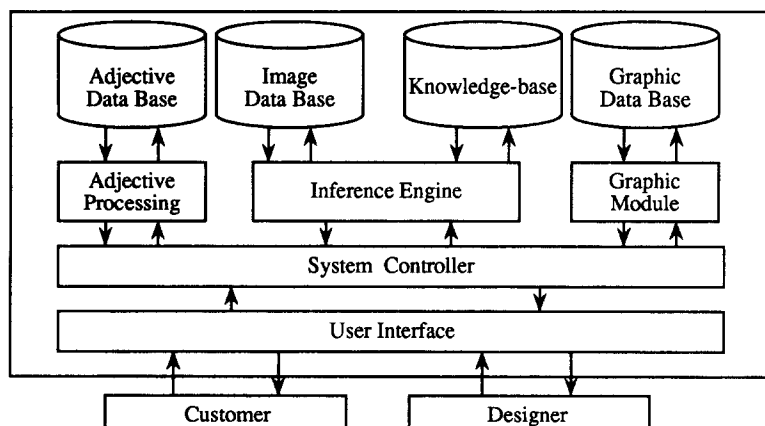 Adjective
Data Base
Image
Data Base
Knowledge-base
Graphic
Data Base
Adjective
Processing
Inference Engine
Graphic
Module
System Controller
User Interface
Customer
Designer